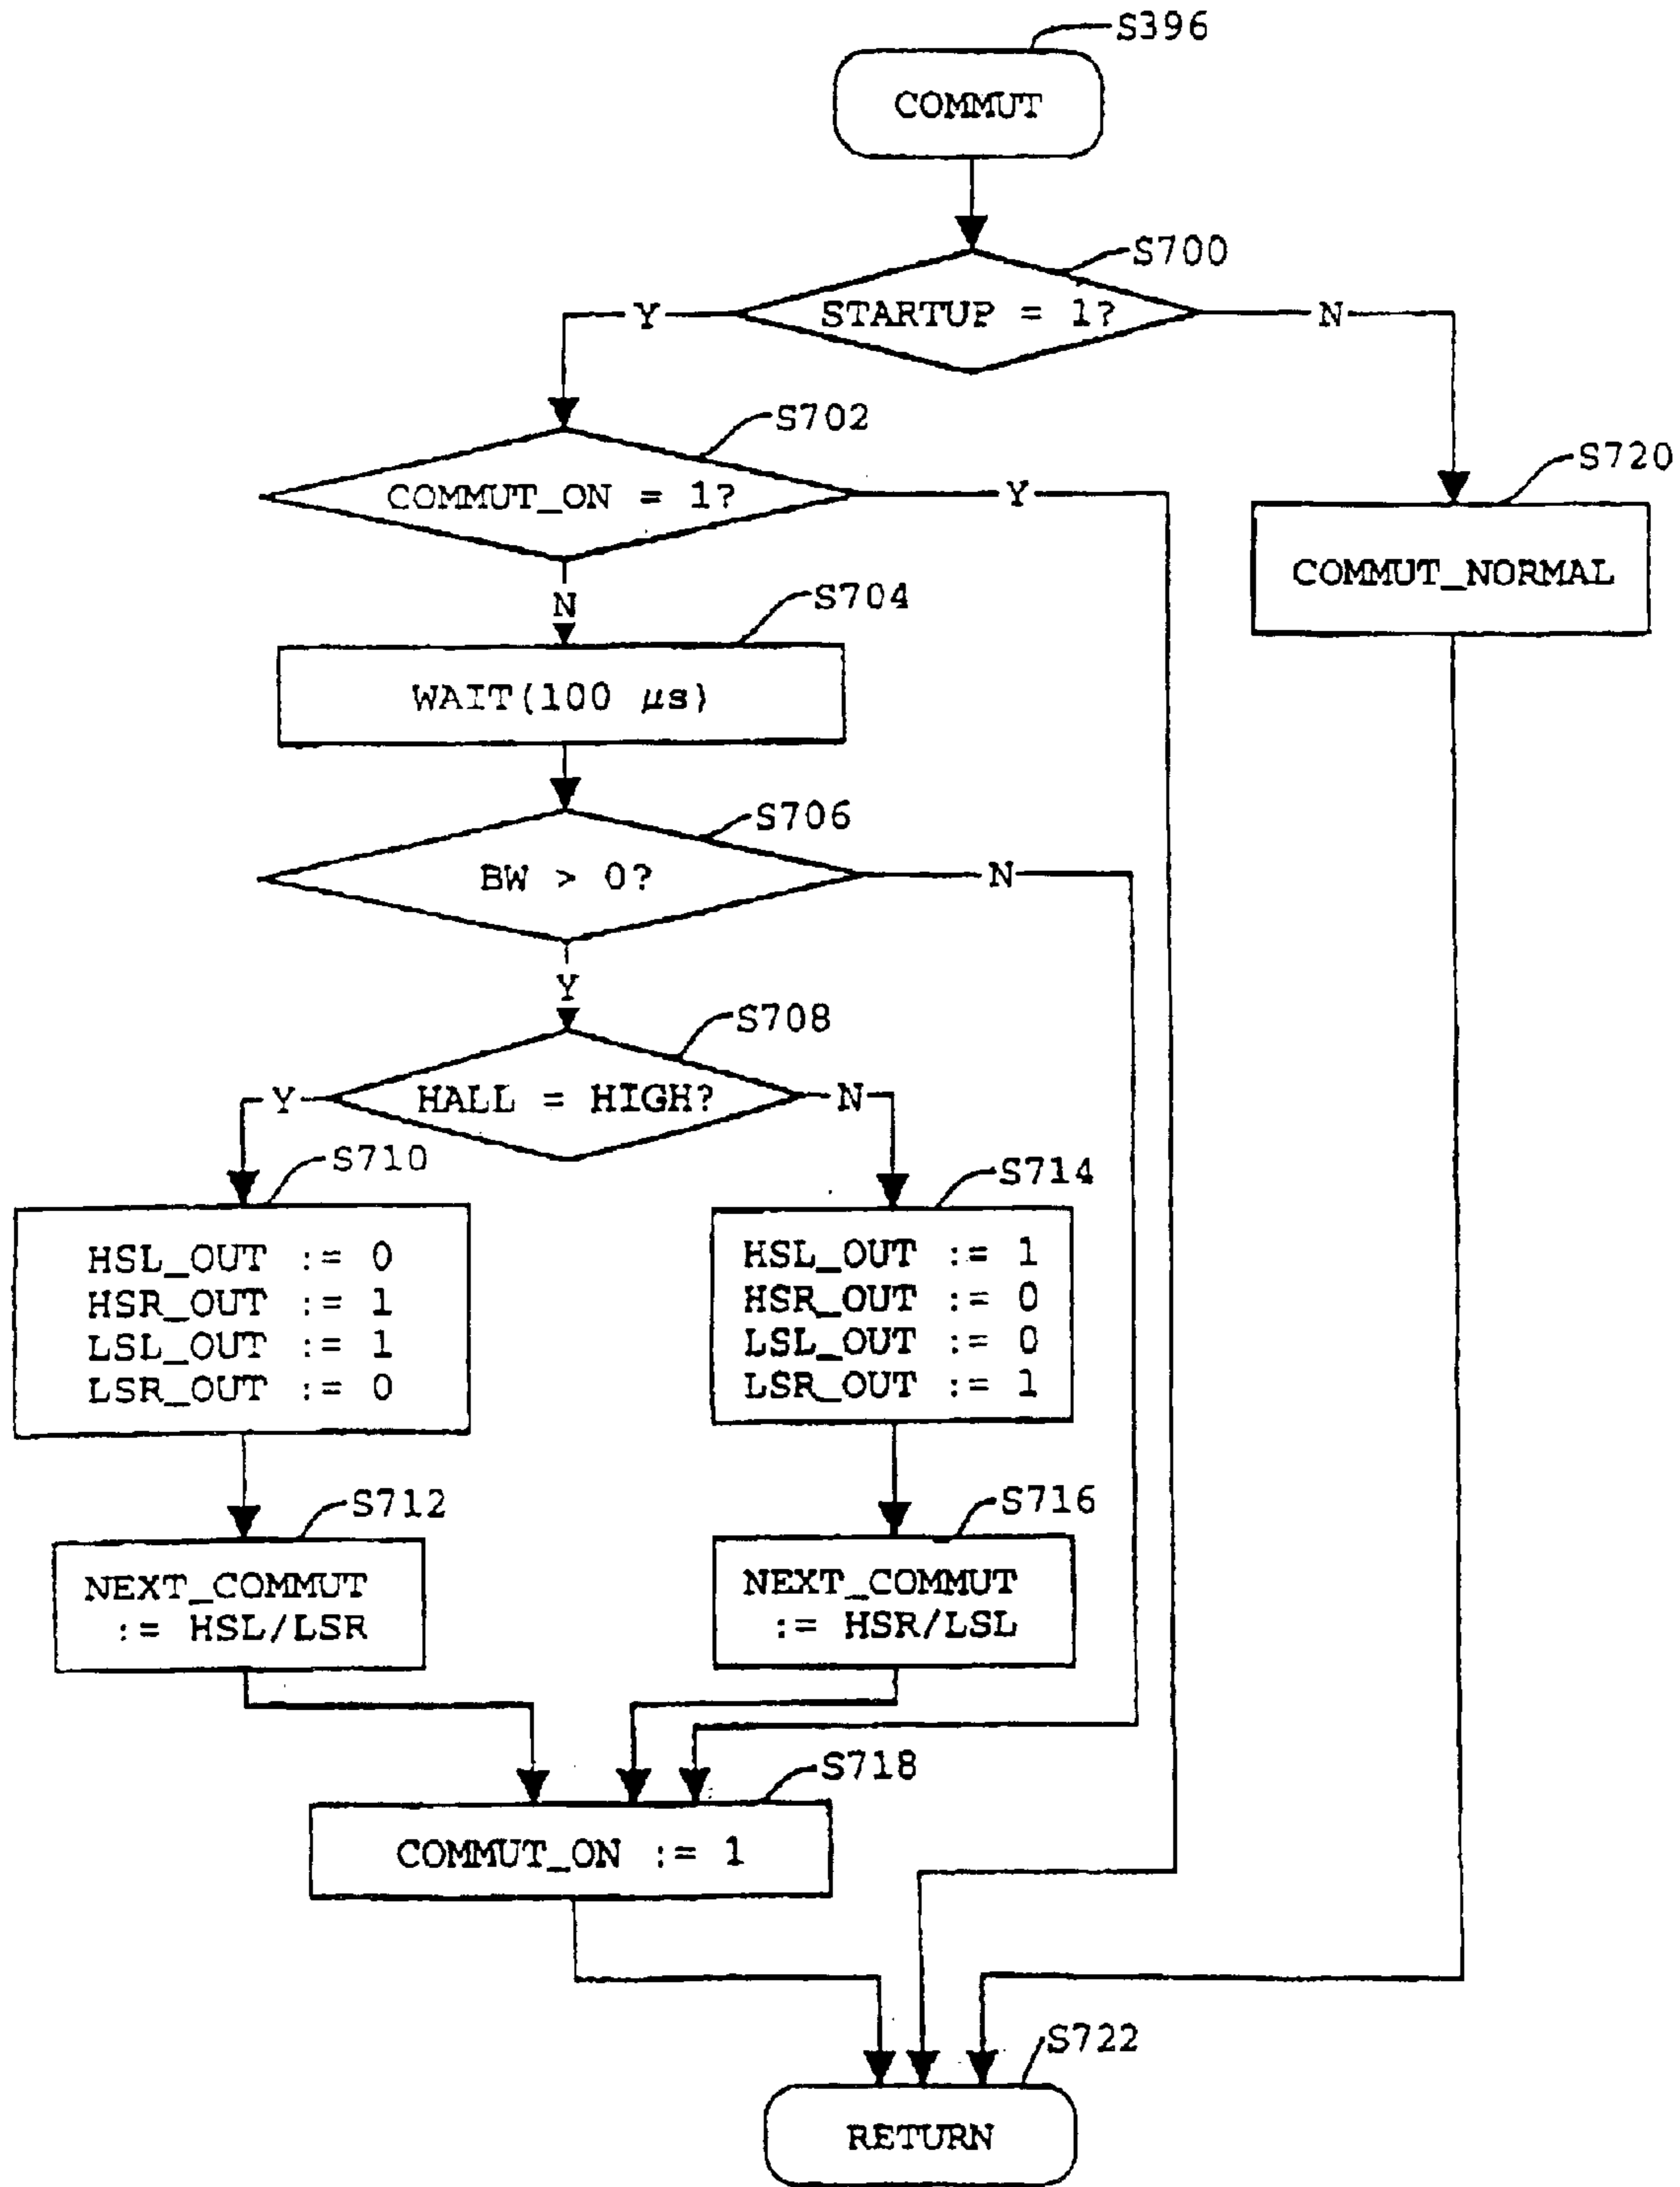 S396
COMMUT
S700
STARTUP = 1?
Y
N
S702
COMMUT_ON = 1?
Y
N
S720
COMMUT_NORMAL
S704
WAIT(100 μs)
S706
BW > 0?
N
Y
S708
HALL = HIGH?
Y
N
S710
HSL_OUT := 0
HSR_OUT := 1
LSL_OUT := 1
LSR_OUT := 0
S714
HSL_OUT := 1
HSR_OUT := 0
LSL_OUT := 0
LSR_OUT := 1
S712
NEXT_COMMUT
:= HSL/LSR
S716
NEXT_COMMUT
:= HSR/LSL
S718
COMMUT_ON := 1
S722
RETURN